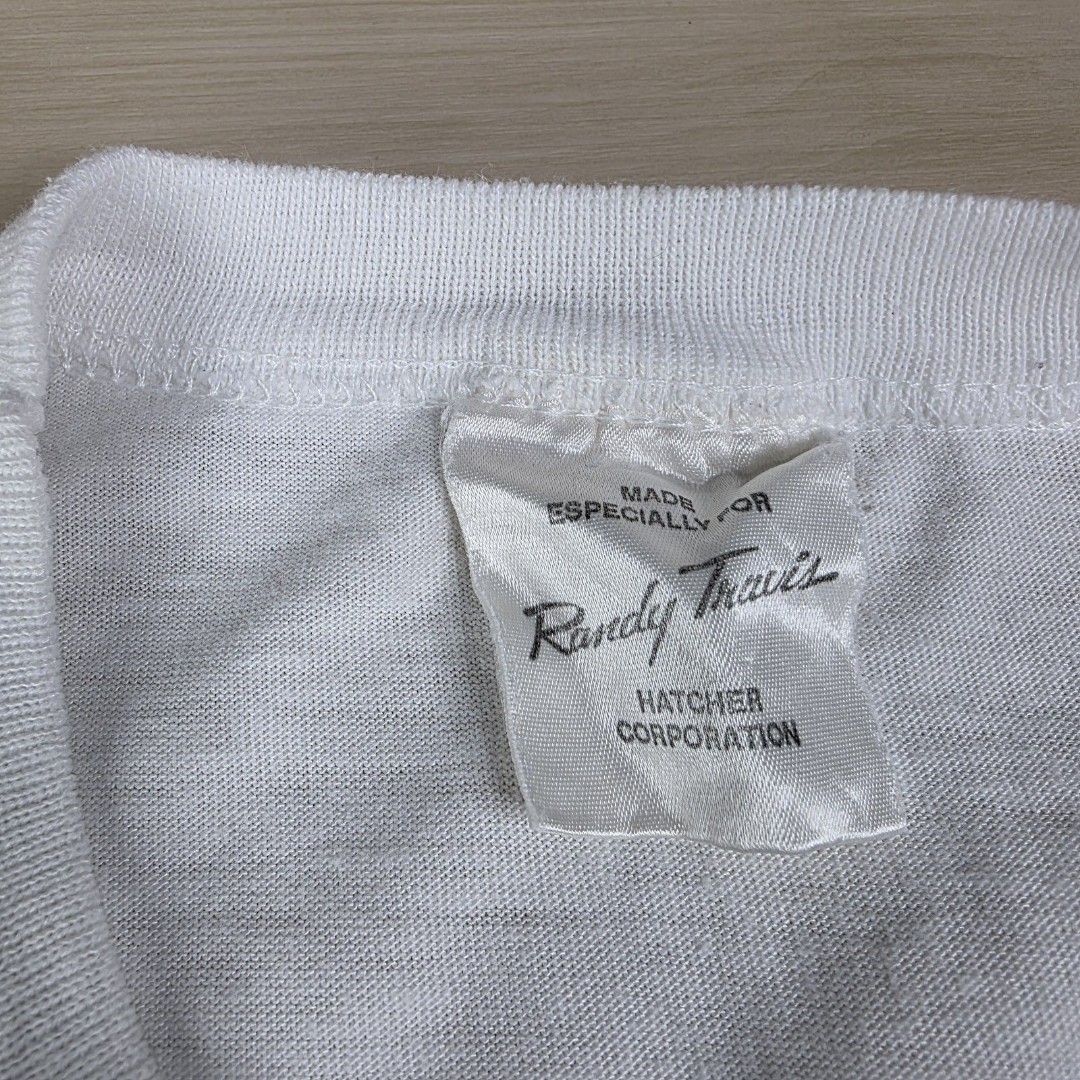 MADE
ESPECIALLY FOR
Randy Travis
HATCHER
CORPORATION